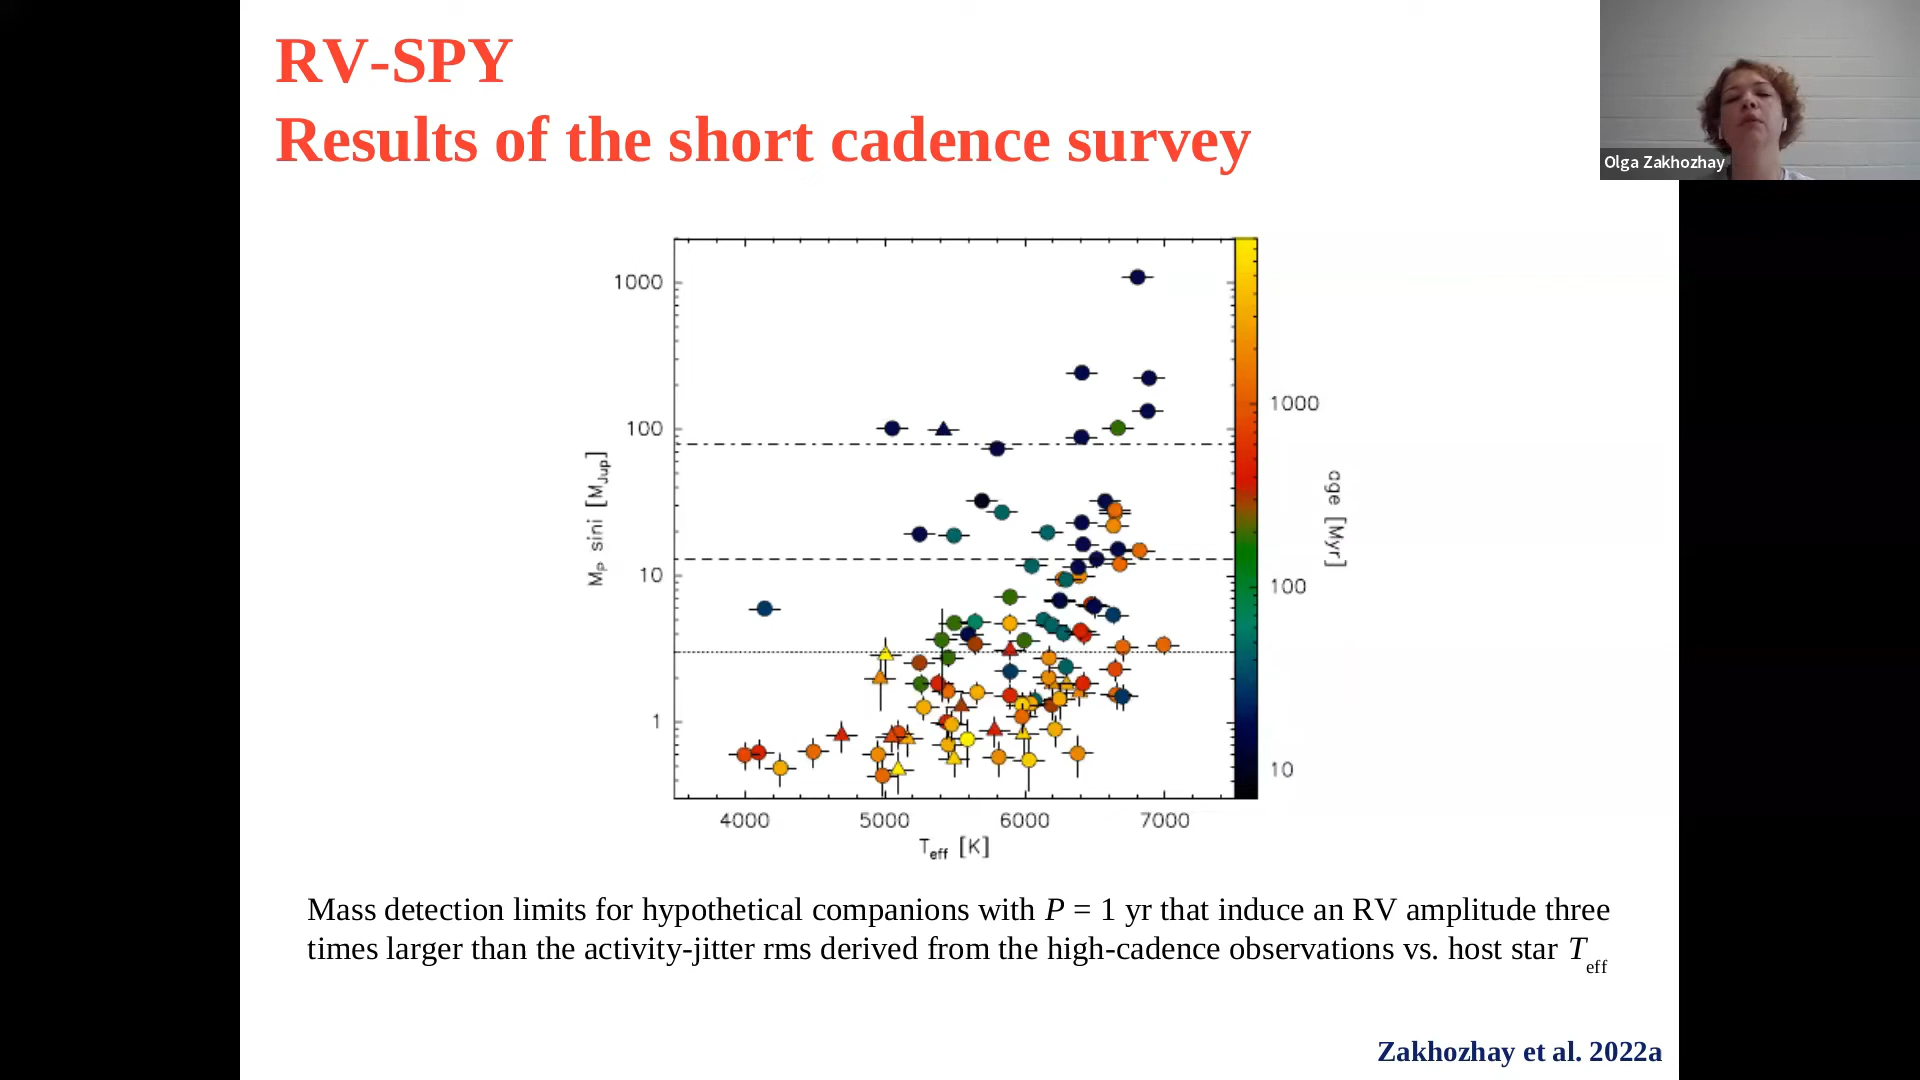 RV-SPY
Results of the short cadence survey
Olga Zakhozhay
1000
100
10
1
Mp sini [MJup]
4000 5000 6000 7000
Teff [K]
1000
100
10
age [Myr]
Mass detection limits for hypothetical companions with P = 1 yr that induce an RV amplitude three
times larger than the activity-jitter rms derived from the high-cadence observations vs. host star Teff
Zakhozhay et al. 2022a